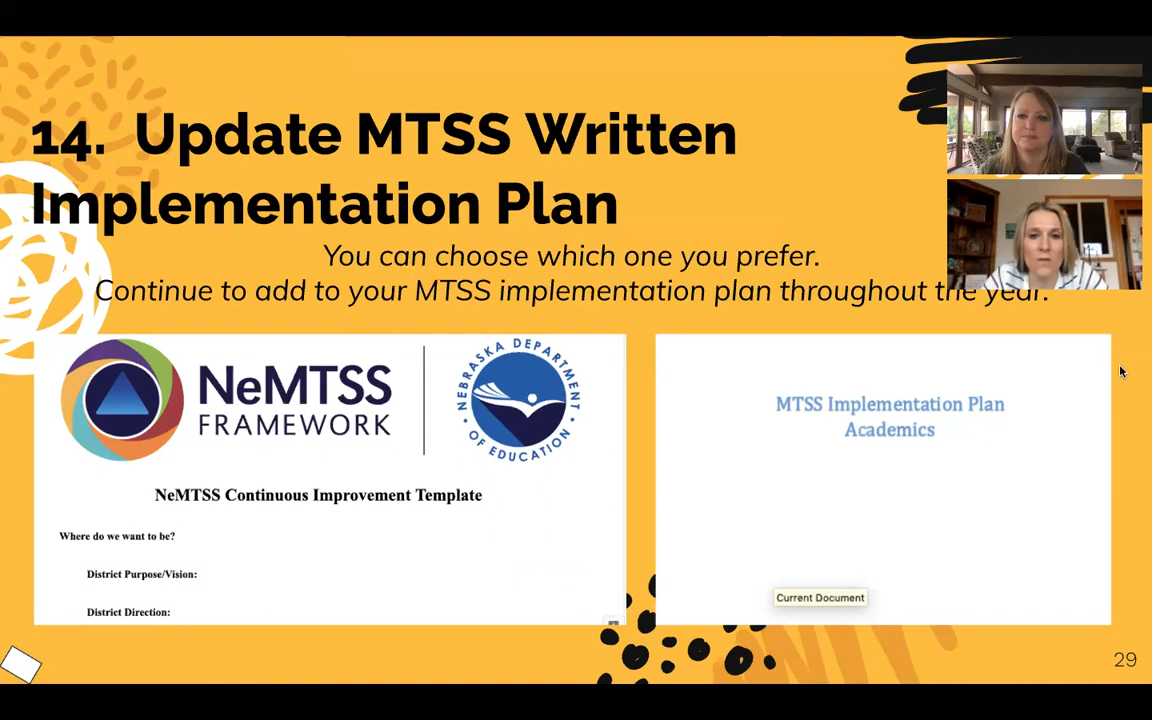 14. Update MTSS Written
Implementation Plan
You can choose which one you prefer.
Continue to add to your MTSS implementation plan throughout the year.
NeMTSS
FRAMEWORK
NEBRASKA DEPARTMENT
OF EDUCATION
NeMTSS Continuous Improvement Template
Where do we want to be?
District Purpose/Vision:
District Direction:
MTSS Implementation Plan
Academics
Current Document
29